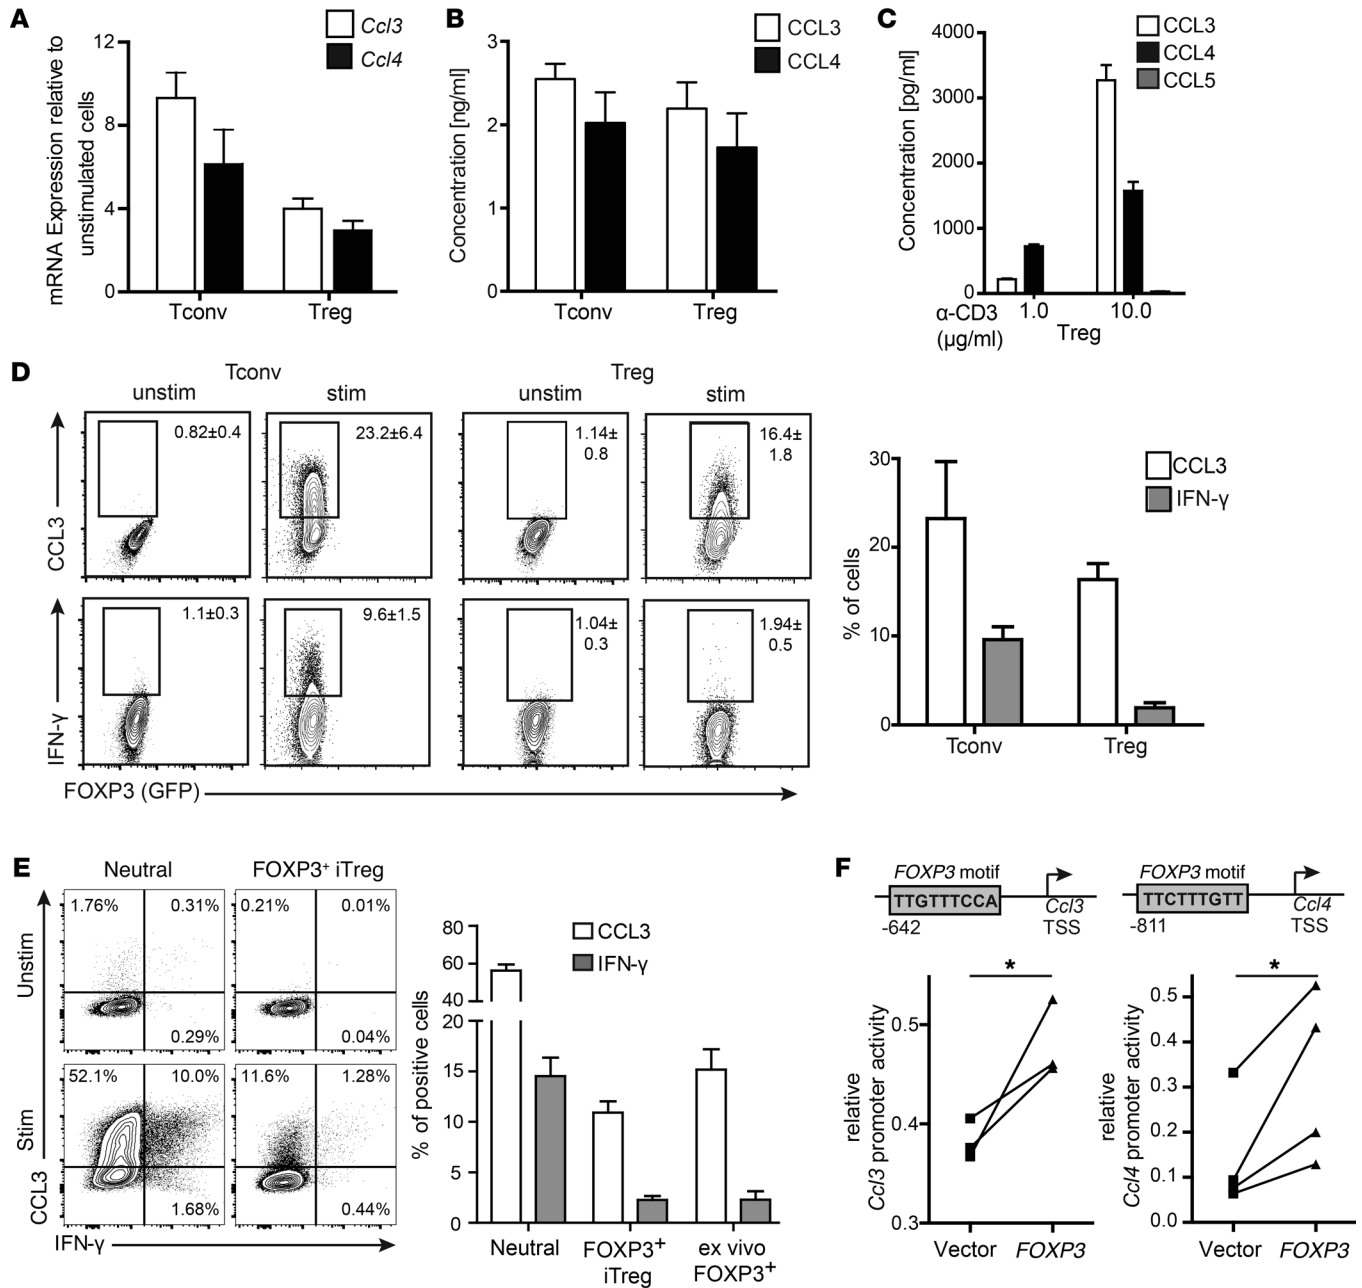 A
mRNA Expression relative to
unstimulated cells
12
8
4
0
Ccl3
Ccl4
Tconv
Treg
B
Concentration [ng/ml]
3
2
1
0
CCL3
CCL4
Tconv
Treg
C
Concentration [pg/ml]
4000
3000
2000
1000
0
CCL3
CCL4
CCL5
α-CD3
(µg/ml)
1.0
10.0
Treg
D
Tconv
Treg
unstim
stim
unstim
stim
CCL3
0.82±0.4
23.2±6.4
1.14±
0.8
16.4±
1.8
IFN-γ
1.1±0.3
9.6±1.5
1.04±
0.3
1.94±
0.5
FOXP3 (GFP)
% of cells
30
20
10
0
CCL3
IFN-γ
Tconv
Treg
E
Neutral
FOXP3⁺ iTreg
Unstim
1.76%
0.31%
0.29%
0.21%
0.01%
0.04%
Stim
52.1%
10.0%
1.68%
11.6%
1.28%
0.44%
CCL3
IFN-γ
% of positive cells
80
60
40
20
15
10
5
0
CCL3
IFN-γ
Neutral
FOXP3⁺
iTreg
ex vivo
FOXP3⁺
F
FOXP3 motif
TTGTTTCCA
-642
Ccl3
TSS
FOXP3 motif
TTCTTTGTT
-811
Ccl4
TSS
relative
Ccl3 promoter activity
0.5
0.4
0.3
*
Vector
FOXP3
relative
Ccl4 promoter activity
0.5
0.4
0.3
0.2
0.1
0.0
*
Vector
FOXP3